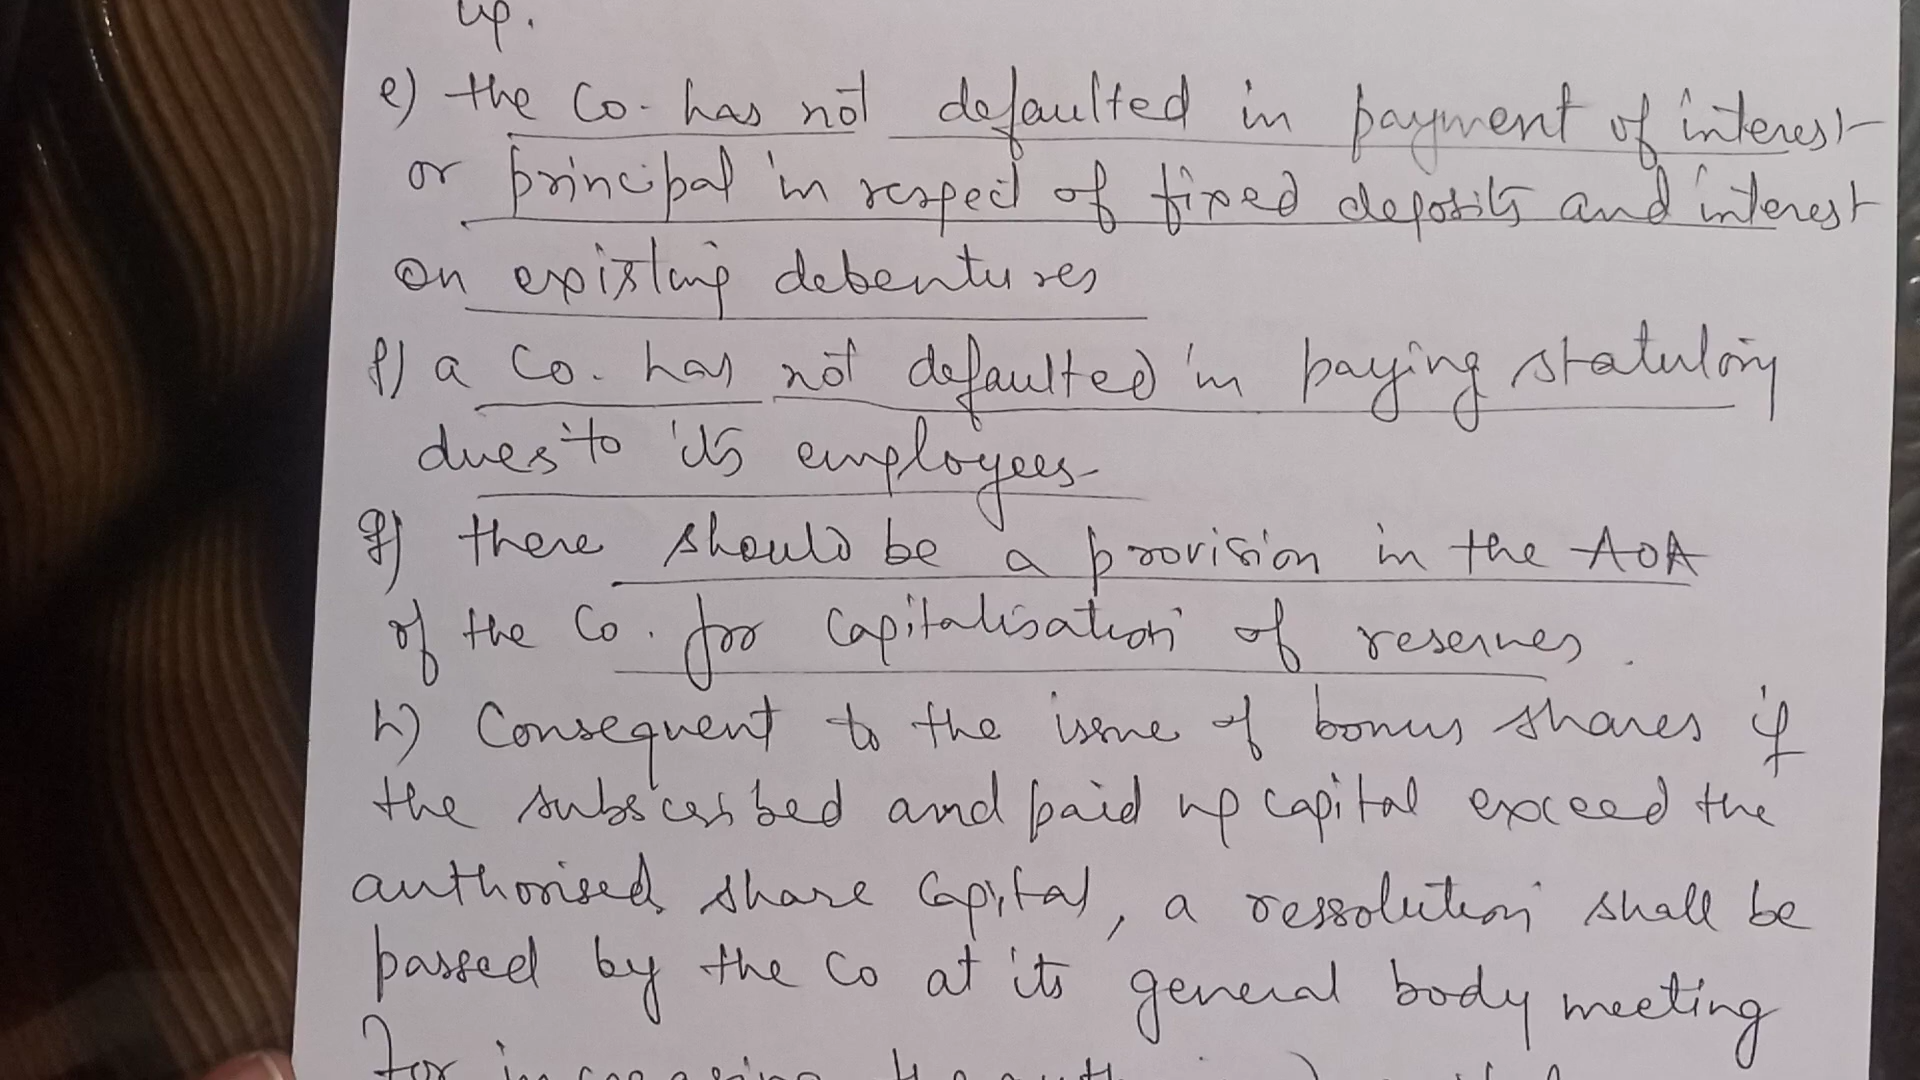 up.
e) the Co. has not defaulted in payment of interest
or principal in respect of fixed deposits and interest
on existing debentures
f) a Co. has not defaulted in paying statutory
dues to its employees
g) there should be a provision in the AOA
of the Co. for Capitalisation of reserves.
h) Consequent to the issue of bonus shares if
the subscribed and paid up capital exceed the
authorised share Capital, a ressolution shall be
passed by the Co at its general body meeting
For increasing the